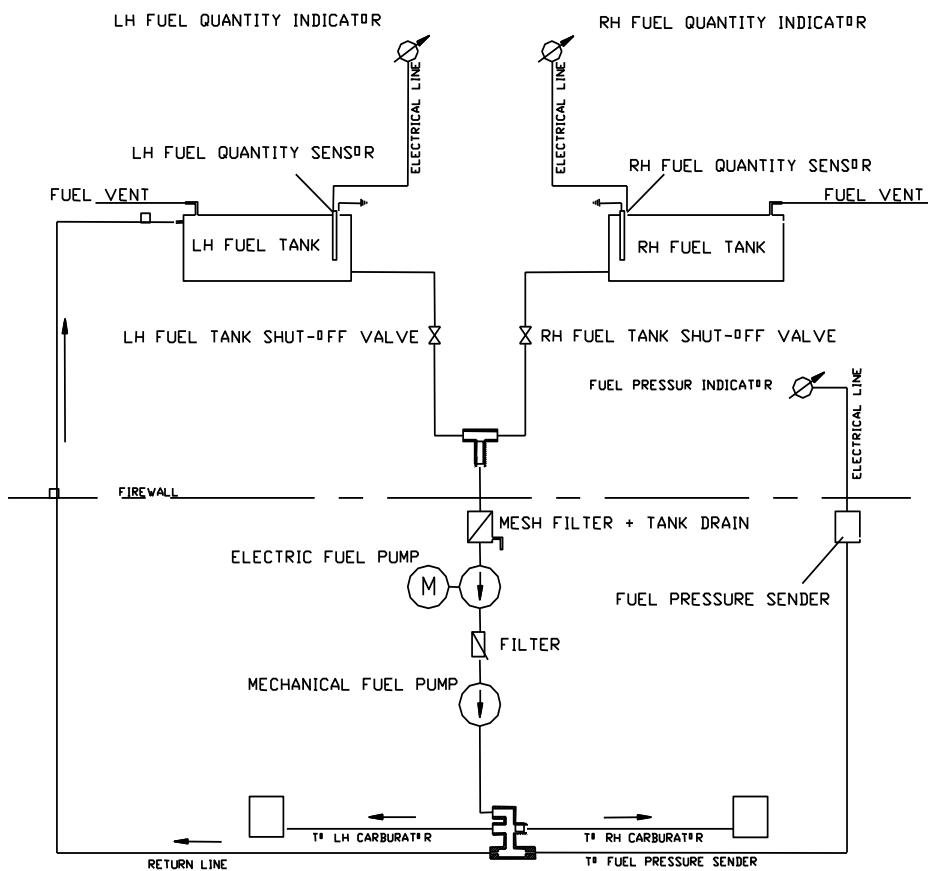 LH FUEL QUANTITY INDICATOR
RH FUEL QUANTITY INDICATOR
ELECTRICAL LINE
ELECTRICAL LINE
LH FUEL QUANTITY SENSOR
RH FUEL QUANTITY SENSOR
FUEL VENT
FUEL VENT
LH FUEL TANK
RH FUEL TANK
LH FUEL TANK SHUT-OFF VALVE
RH FUEL TANK SHUT-OFF VALVE
FUEL PRESSUR INDICATOR
ELECTRICAL LINE
FIREWALL
MESH FILTER + TANK DRAIN
ELECTRIC FUEL PUMP
M
FUEL PRESSURE SENDER
FILTER
MECHANICAL FUEL PUMP
TO LH CARBURATOR
TO RH CARBURATOR
RETURN LINE
TO FUEL PRESSURE SENDER